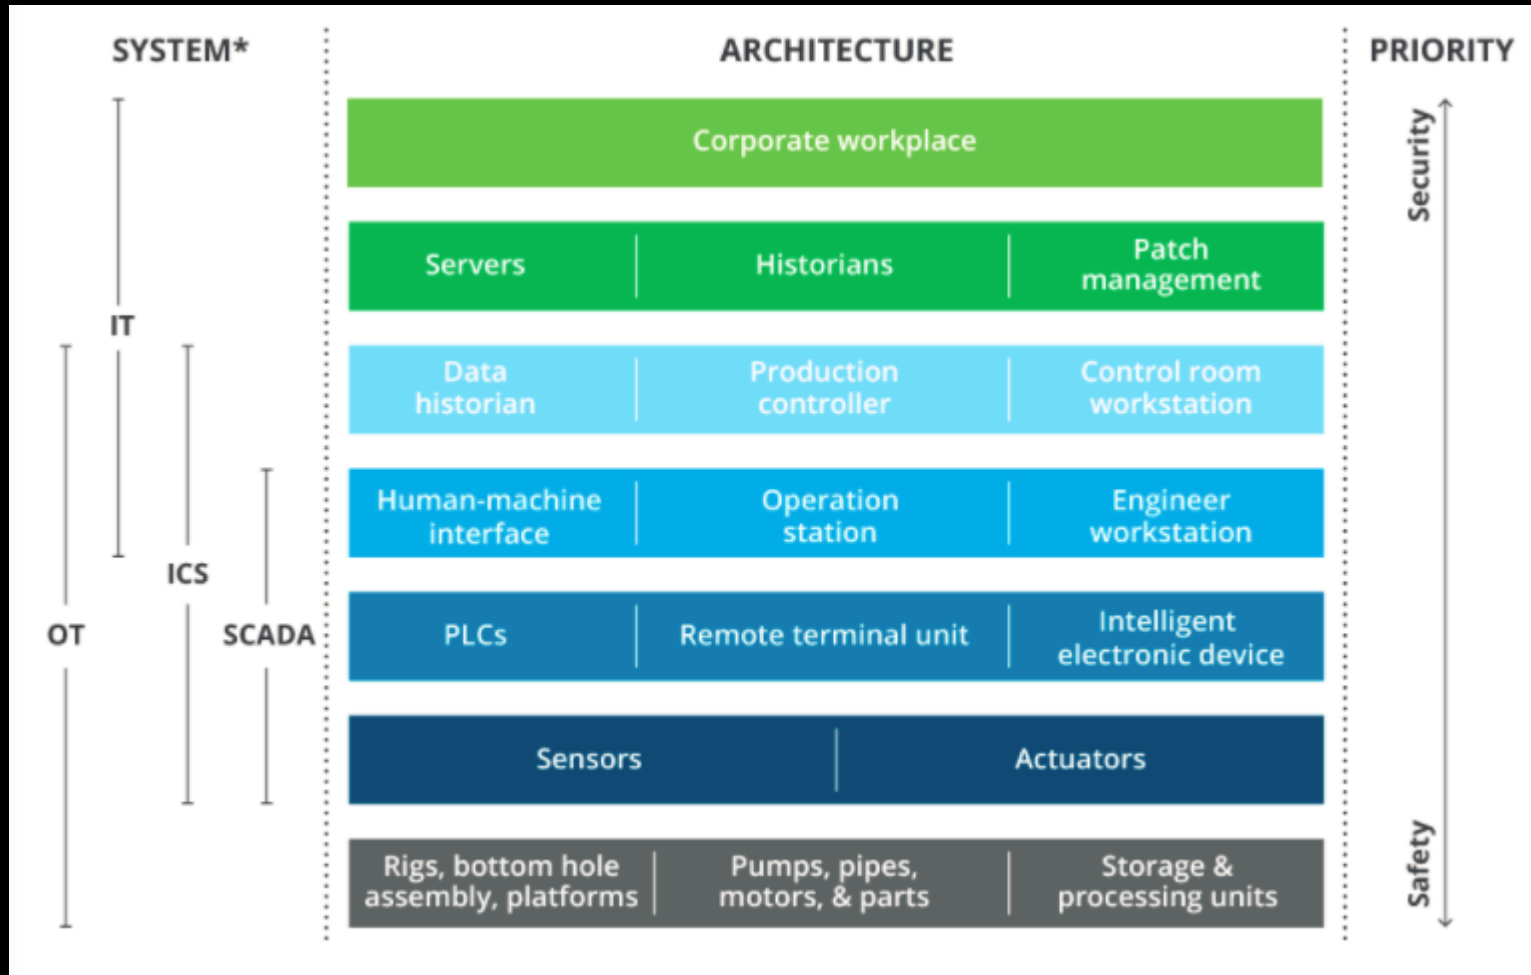 SYSTEM*
ARCHITECTURE
PRIORITY
Corporate workplace
Security
Servers
Historians
Patch
management
IT
Data
historian
Production
controller
Control room
workstation
Human-machine
interface
Operation
station
Engineer
workstation
ICS
OT
SCADA
PLCs
Remote terminal unit
Intelligent
electronic device
Sensors
Actuators
Rigs, bottom hole
assembly, platforms
Pumps, pipes,
motors, & parts
Storage &
processing units
Safety